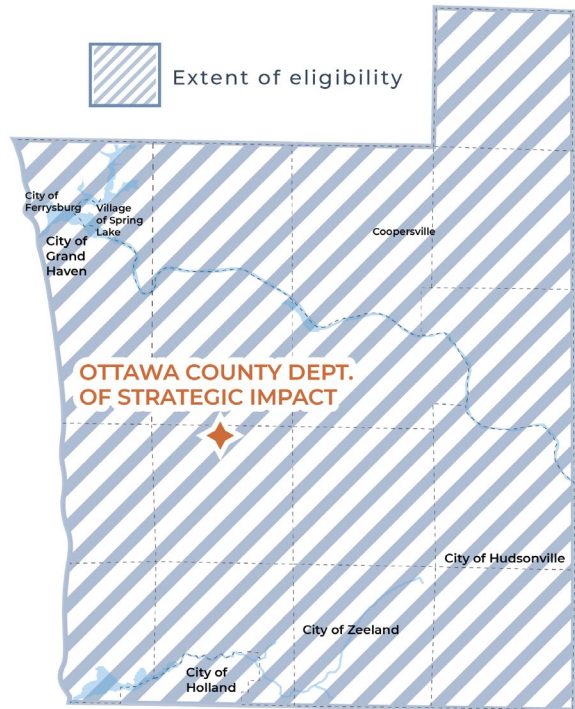 Extent of eligibility
City of
Ferrysburg
Village
of Spring
Lake
City of
Grand
Haven
Coopersville
OTTAWA COUNTY DEPT.
OF STRATEGIC IMPACT
City of Hudsonville
City of Zeeland
City of
Holland